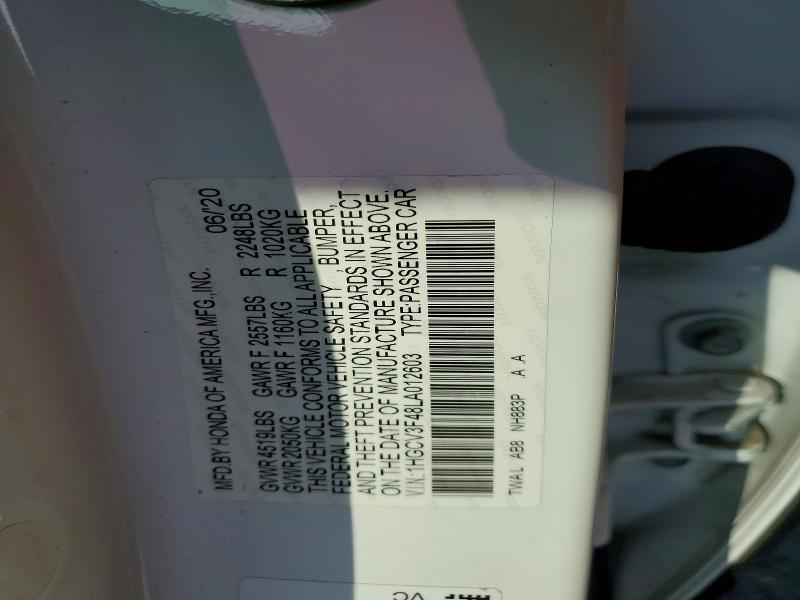 MFD.BY HONDA OF AMERICA MFG.,INC. 06/'20
GVWR 4519LBS GAWR F 2557LBS R 2248LBS
GVWR 2050KG GAWR F 1160KG R 1020KG
THIS VEHICLE CONFORMS TO ALL APPLICABLE
FEDERAL MOTOR VEHICLE SAFETY , BUMPER,
AND THEFT PREVENTION STANDARDS IN EFFECT
ON THE DATE OF MANUFACTURE SHOWN ABOVE.
V.I.N.:1HGCV3F48LA012603 TYPE:PASSENGER CAR
TWAL AB8 NH883P .A .A
VC